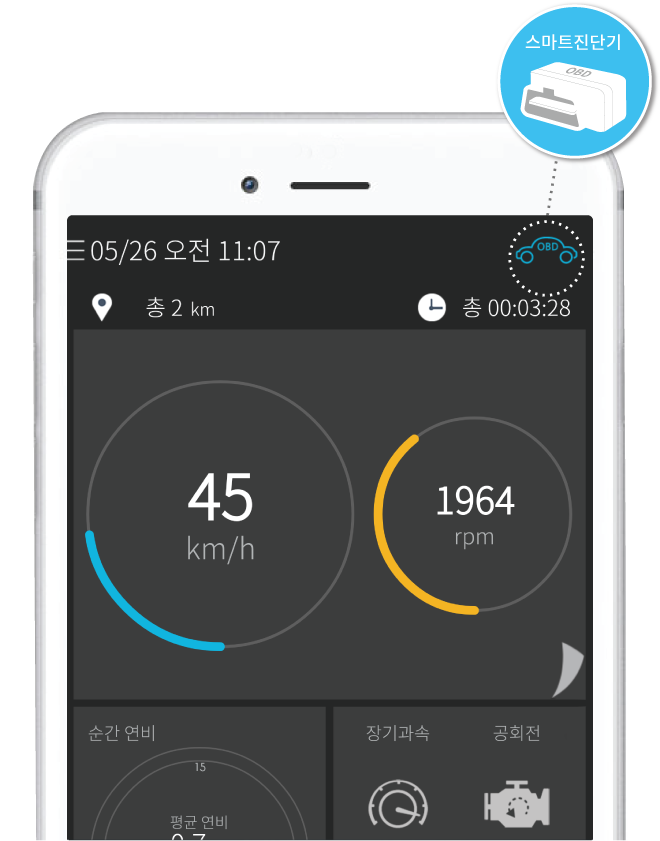 스마트진단기
OBD
05/26 오전 11:07
OBD
총 2 km
총 00:03:28
45
km/h
1964
rpm
순간 연비
장기과속
공회전
15
평균 연비